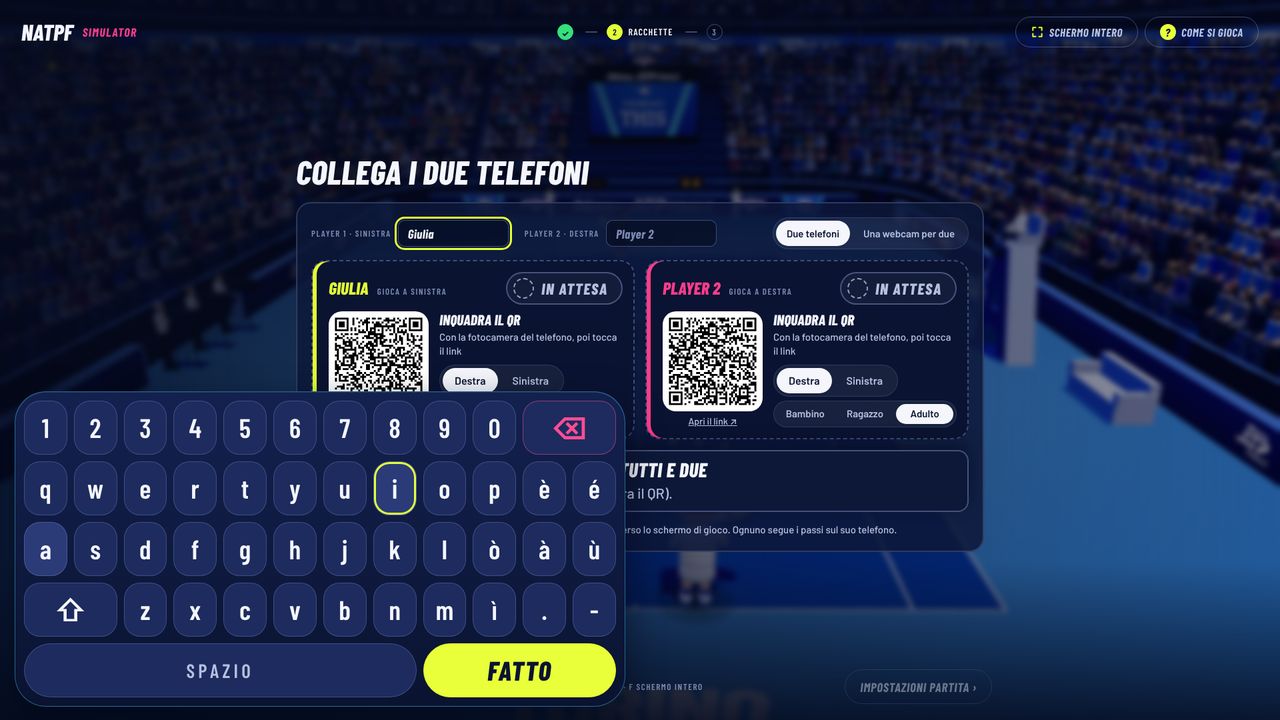 NATPF SIMULATOR
2 RACCHETTE 3
SCHERMO INTERO
? COME SI GIOCA
THIS
COLLEGA I DUE TELEFONI
PLAYER 1 · SINISTRA Giulia PLAYER 2 · DESTRA Player 2 Due telefoni Una webcam per due
GIULIA GIOCA A SINISTRA IN ATTESA
INQUADRA IL QR
Con la fotocamera del telefono, poi tocca
il link
Destra Sinistra
PLAYER 2 GIOCA A DESTRA IN ATTESA
INQUADRA IL QR
Con la fotocamera del telefono, poi tocca
il link
Destra Sinistra
Bambino Ragazzo Adulto
Apri il link ↗
TUTTI E DUE
ra il QR).
erso lo schermo di gioco. Ognuno segue i passi sul suo telefono.
1 2 3 4 5 6 7 8 9 0
q w e r t y u i o p è é
a s d f g h j k l ò à ù
z x c v b n m ì . -
SPAZIO FATTO
· F SCHERMO INTERO
IMPOSTAZIONI PARTITA ›